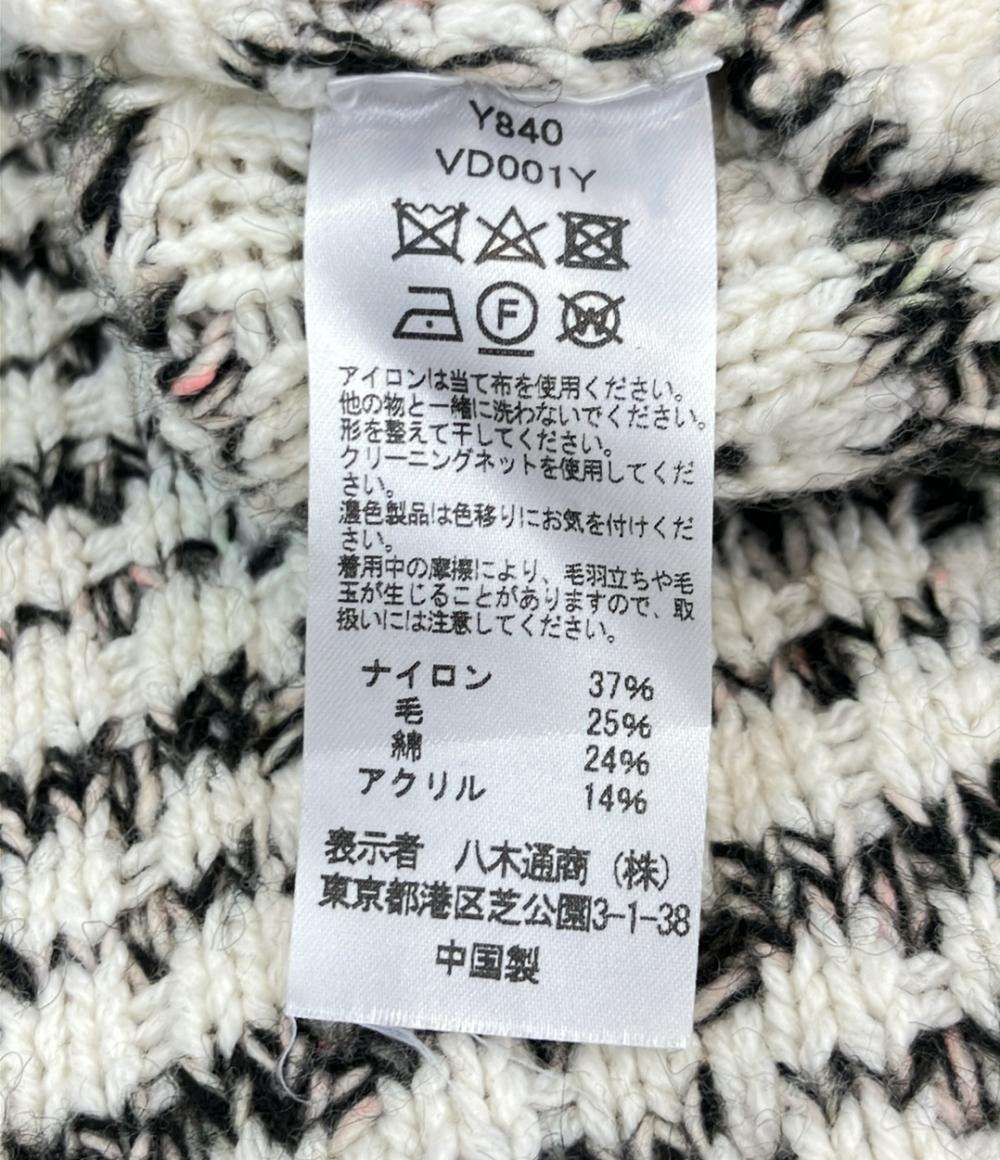 Y840
VD001Y
F
W
アイロンは当て布を使用ください。
他の物と一緒に洗わないでください。
形を整えて干してください。
クリーニングネットを使用してくだ
さい。
濃色製品は色移りにお気を付けくだ
さい。
着用中の摩擦により、毛羽立ちや毛
玉が生じることがありますので、取
扱いには注意してください。
ナイロン 37%
毛 25%
綿 24%
アクリル 14%
表示者 八木通商 (株)
東京都港区芝公園3-1-38
中国製